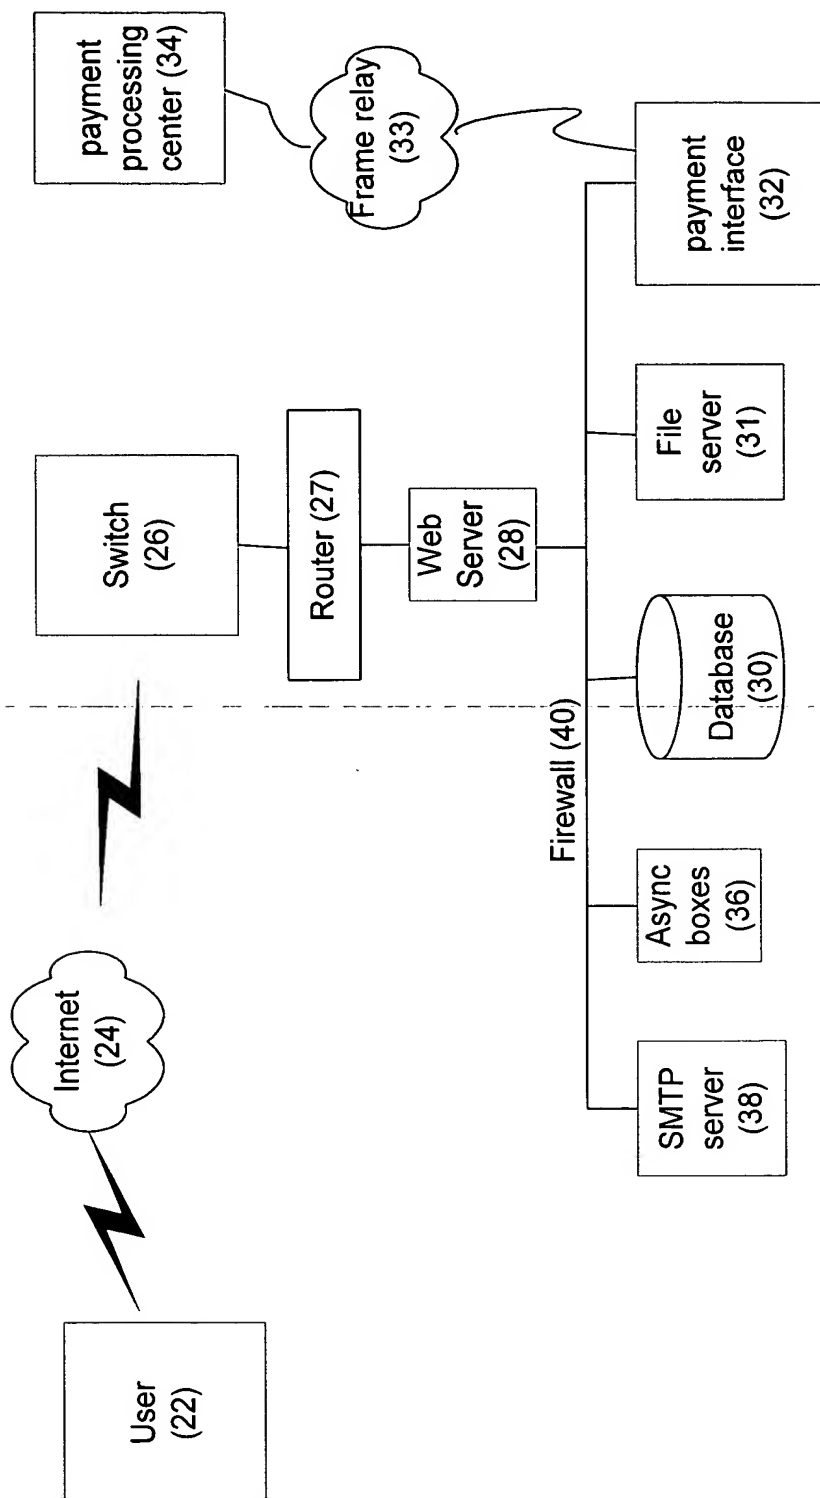 User
(22)
Internet
(24)
Switch
(26)
payment
processing
center (34)
Router (27)
Frame relay
(33)
Web
Server
(28)
Firewall (40)
SMTP
server
(38)
Async
boxes
(36)
Database
(30)
File
server
(31)
payment
interface
(32)